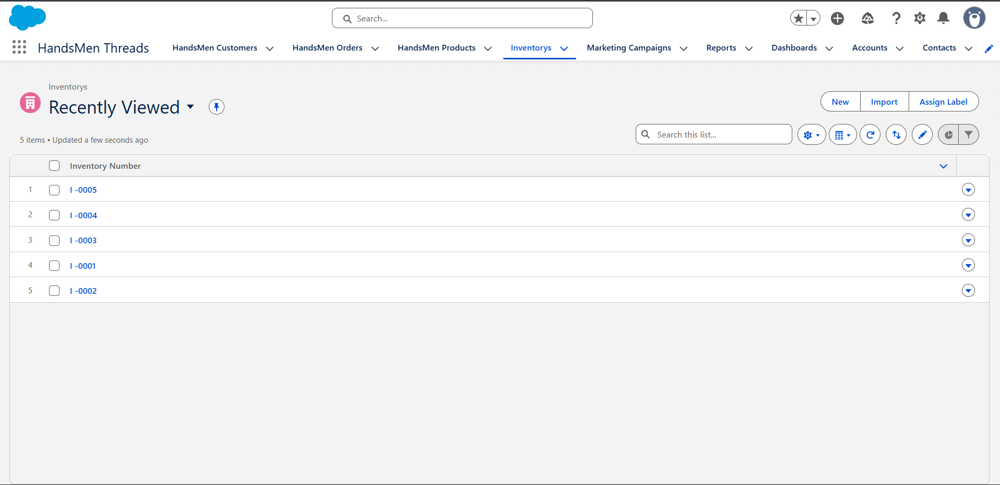 Search...
HandsMen Threads
HandsMen Customers
HandsMen Orders
HandsMen Products
Inventorys
Marketing Campaigns
Reports
Dashboards
Accounts
Contacts
Inventorys
Recently Viewed
New
Import
Assign Label
5 items • Updated a few seconds ago
Search this list...
Inventory Number
1 I -0005
2 I -0004
3 I -0003
4 I -0001
5 I -0002